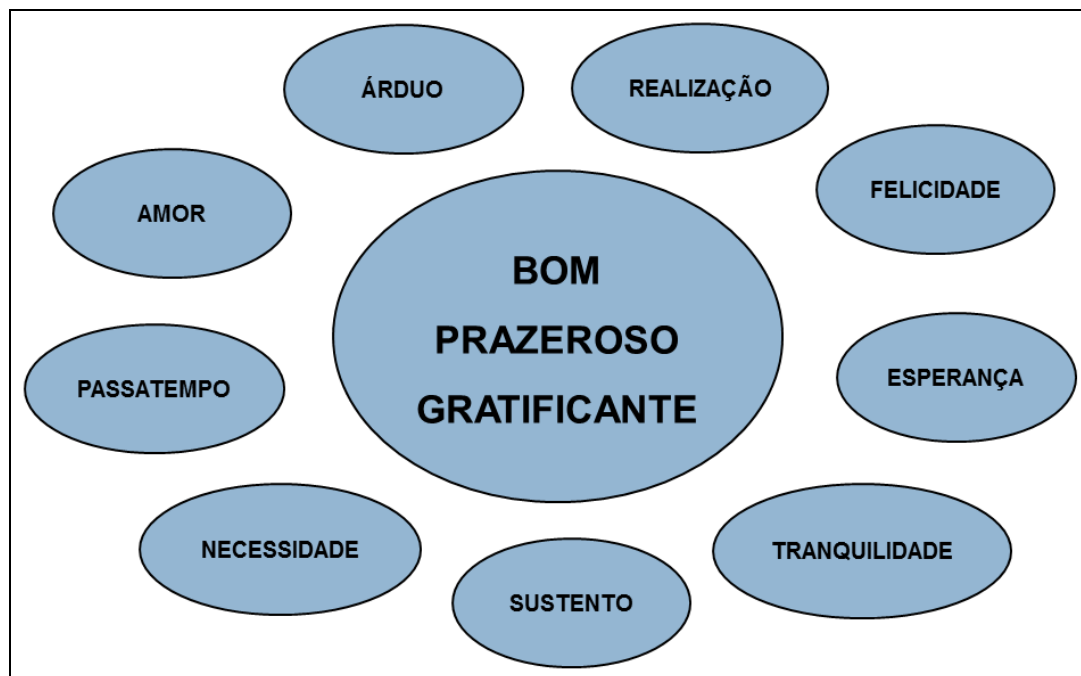 ÁRDUO
REALIZAÇÃO
FELICIDADE
AMOR
BOM
PRAZEROSO
GRATIFICANTE
PASSATEMPO
ESPERANÇA
NECESSIDADE
TRANQUILIDADE
SUSTENTO